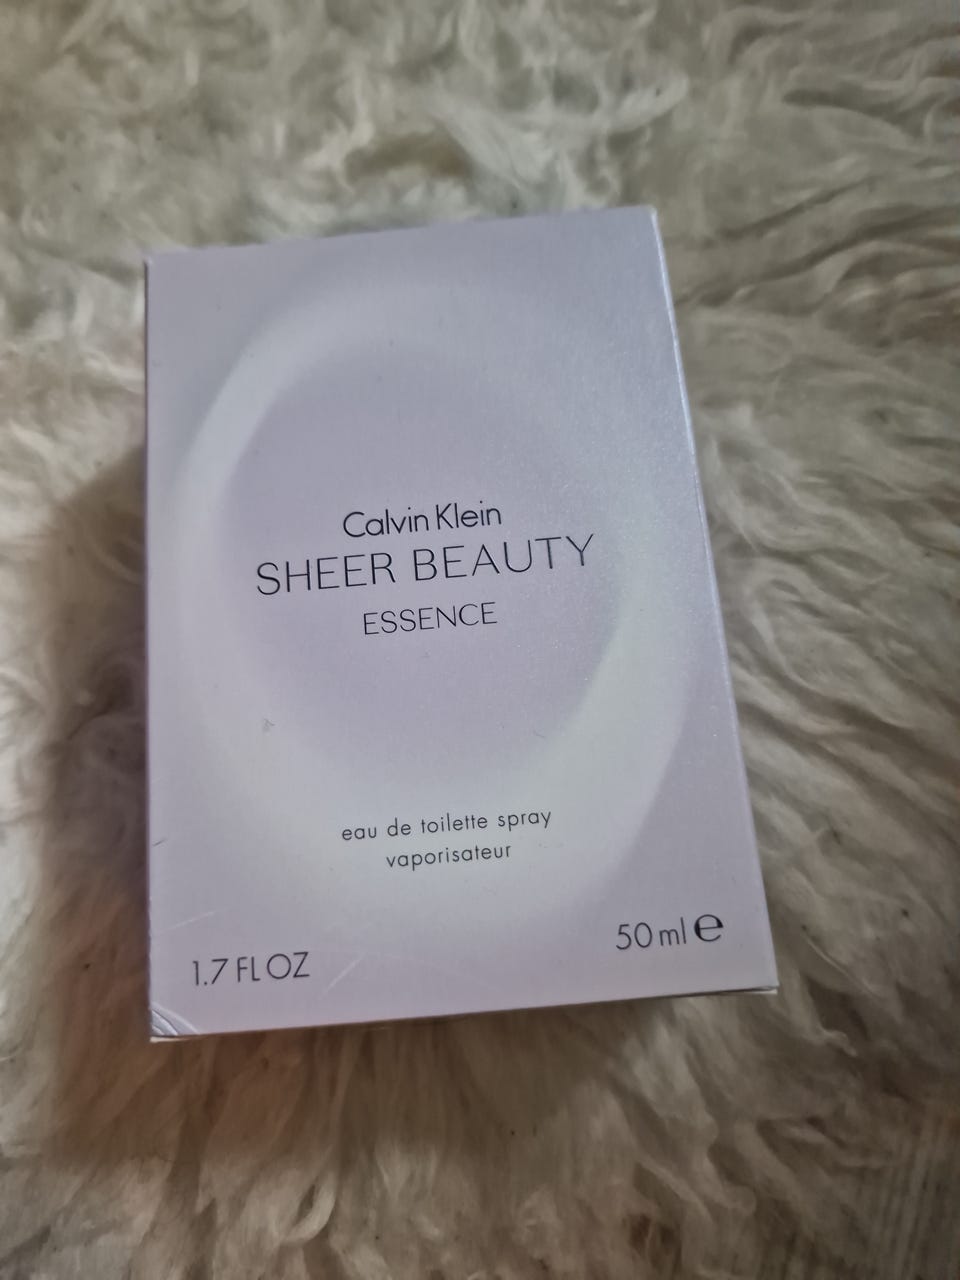 Calvin Klein
SHEER BEAUTY
ESSENCE
eau de toilette spray
vaporisateur
1.7 FL OZ
50 ml ℮